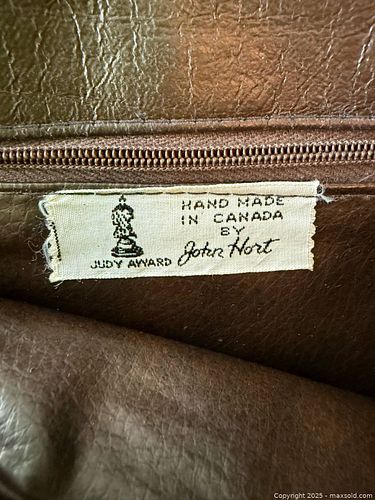 HAND MADE
IN CANADA
BY
John Hort
JUDY AWARD
Copyright © 2025 - maxsold.com